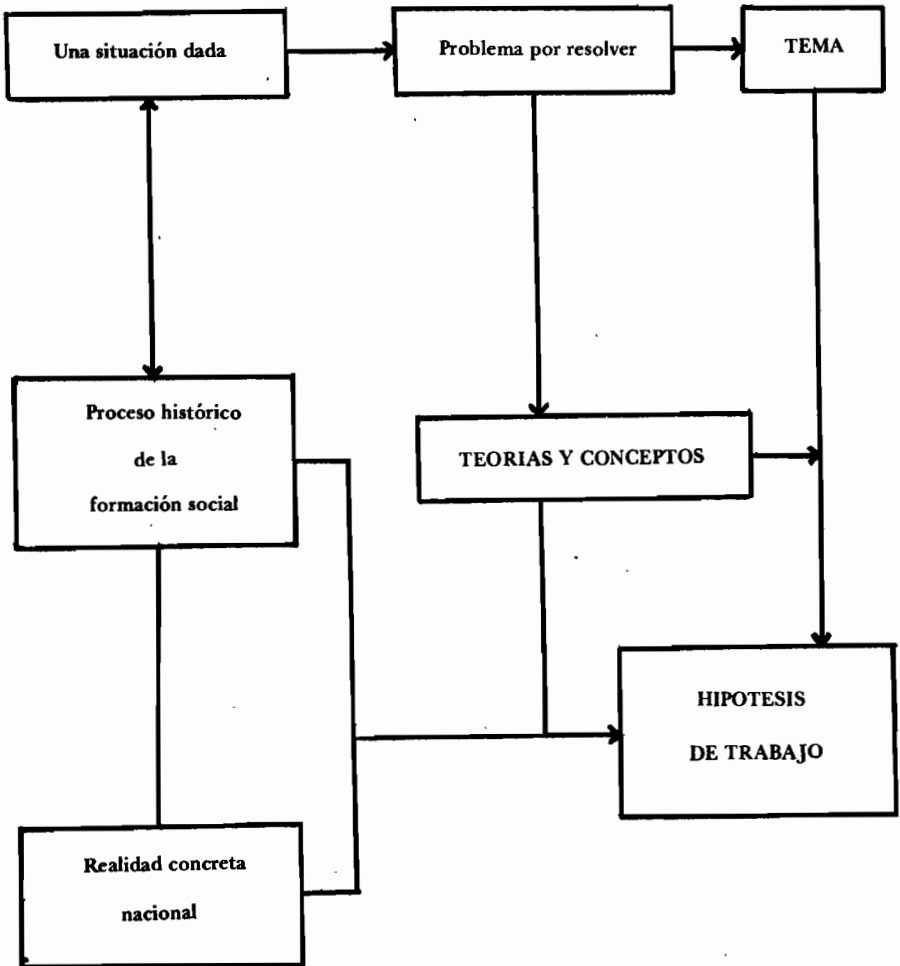 Una situación dada
Problema por resolver
TEMA
Proceso histórico
de la
formación social
TEORIAS Y CONCEPTOS
HIPOTESIS
DE TRABAJO
Realidad concreta
nacional